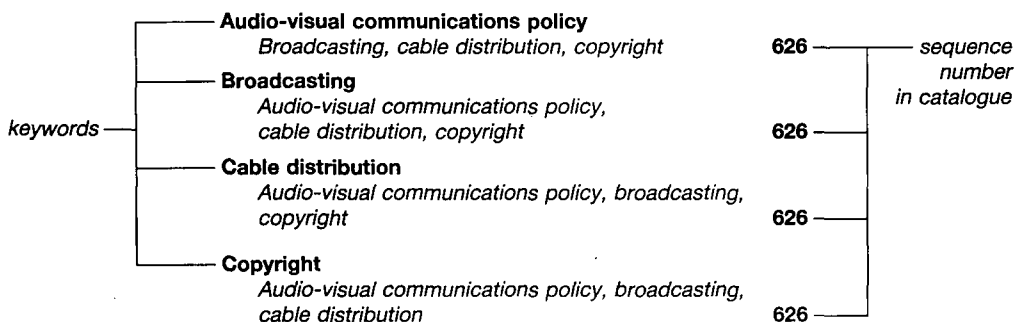 Audio-visual communications policy
Broadcasting, cable distribution, copyright 626
sequence
number
in catalogue
Broadcasting
Audio-visual communications policy,
cable distribution, copyright 626
keywords
Cable distribution
Audio-visual communications policy, broadcasting,
copyright 626
Copyright
Audio-visual communications policy, broadcasting,
cable distribution 626